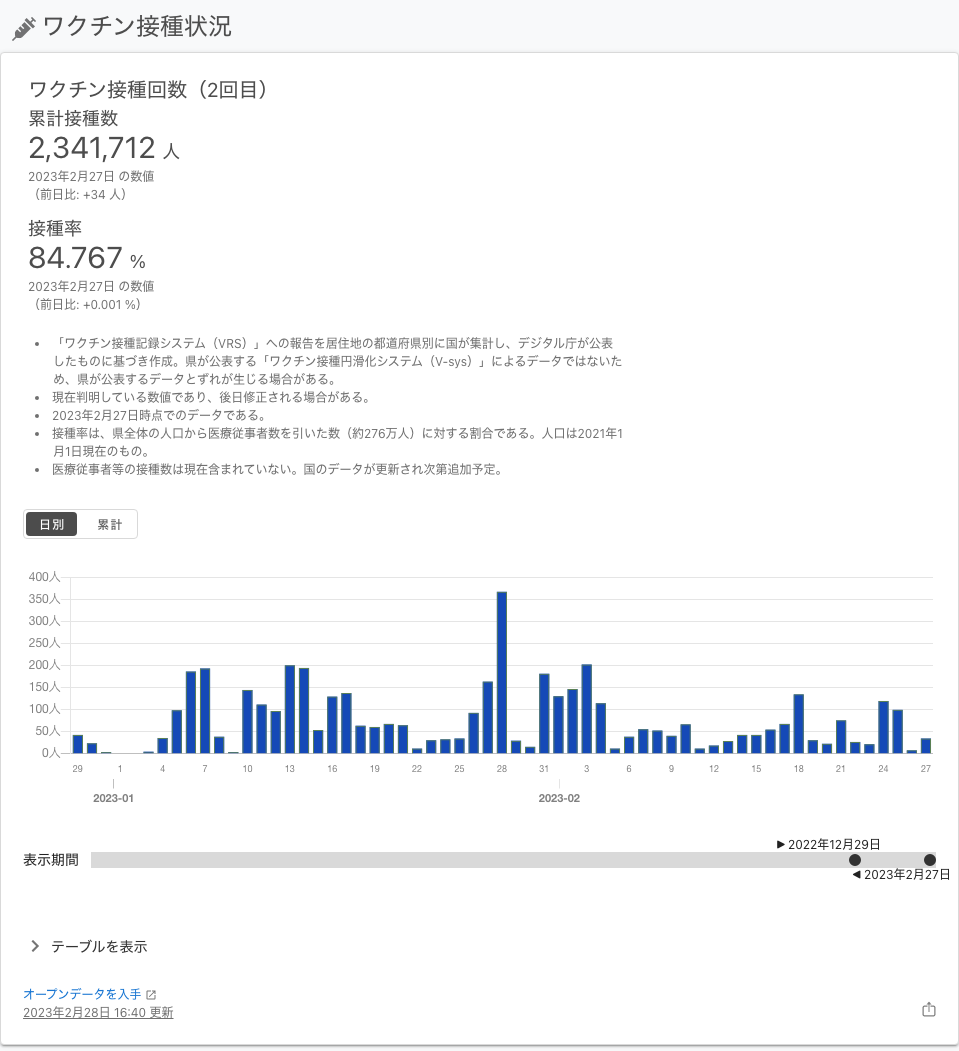 ワクチン接種状況
ワクチン接種回数（2回目）
累計接種数
2,341,712 人
2023年2月27日 の数値
（前日比: +34 人）
接種率
84.767 %
2023年2月27日 の数値
（前日比: +0.001 %）
• 「ワクチン接種記録システム（VRS）」への報告を居住地の都道府県別に国が集計し、デジタル庁が公表
したものに基づき作成。県が公表する「ワクチン接種円滑化システム（V-sys）」によるデータではないた
め、県が公表するデータとずれが生じる場合がある。
• 現在判明している数値であり、後日修正される場合がある。
• 2023年2月27日時点でのデータである。
• 接種率は、県全体の人口から医療従事者数を引いた数（約276万人）に対する割合である。人口は2021年1
月1日現在のもの。
• 医療従事者等の接種数は現在含まれていない。国のデータが更新され次第追加予定。
日別 累計
400人
350人
300人
250人
200人
150人
100人
50人
0人
29 1 4 7 10 13 16 19 22 25 28 31 3 6 9 12 15 18 21 24 27
2023-01 2023-02
▶ 2022年12月29日
表示期間
◀ 2023年2月27日
テーブルを表示
オープンデータを入手
2023年2月28日 16:40 更新